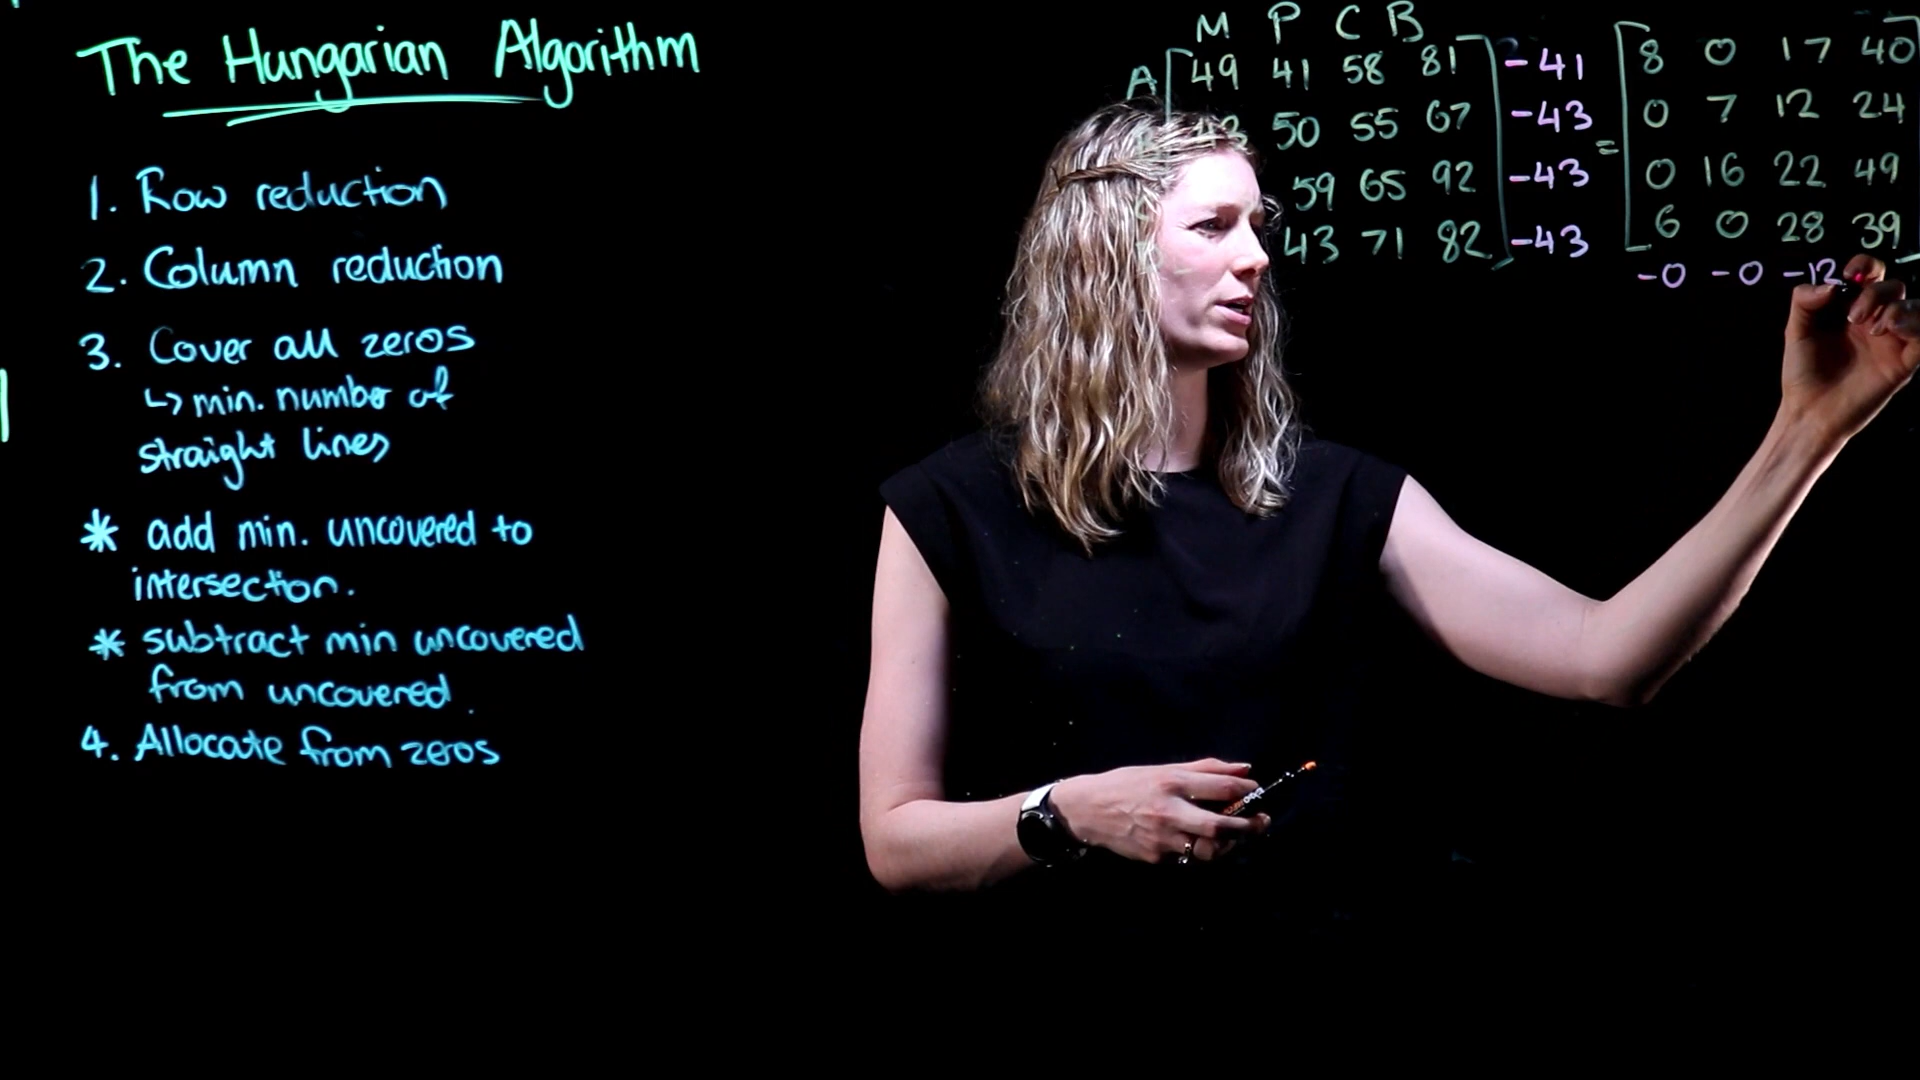 The Hungarian Algorithm
1. Row reduction
2. Column reduction
3. Cover all zeros
↳ min. number of
straight lines
* add min. uncovered to
intersection.
* subtract min uncovered
from uncovered.
4. Allocate from zeros
M P C B
A 49 41 58 81 -41 8 0 17 40
43 50 55 67 -43 = 0 7 12 24
59 65 92 -43 0 16 22 49
43 71 82 -43 6 0 28 39
-0 -0 -12